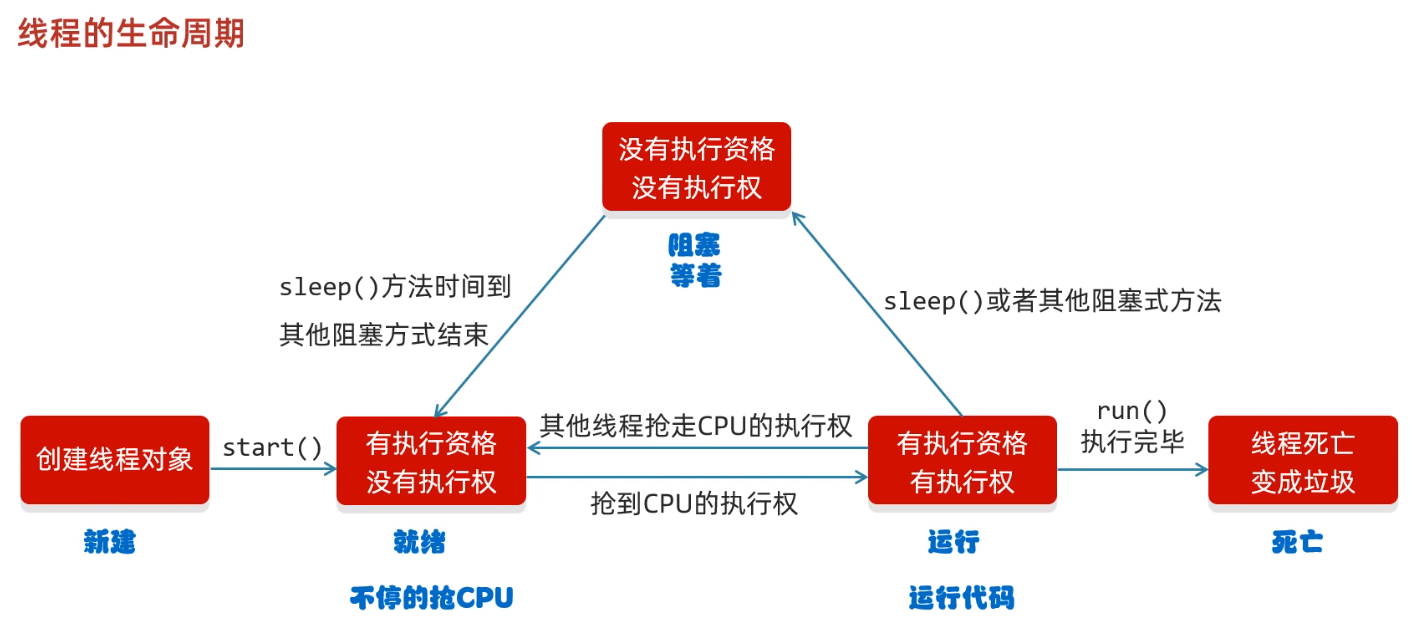 线程的生命周期
没有执行资格
没有执行权
阻塞
等着
sleep()方法时间到
其他阻塞方式结束
sleep()或者其他阻塞式方法
创建线程对象
新建
start()
有执行资格
没有执行权
就绪
不停的抢CPU
其他线程抢走CPU的执行权
抢到CPU的执行权
有执行资格
有执行权
运行
运行代码
run()
执行完毕
线程死亡
变成垃圾
死亡